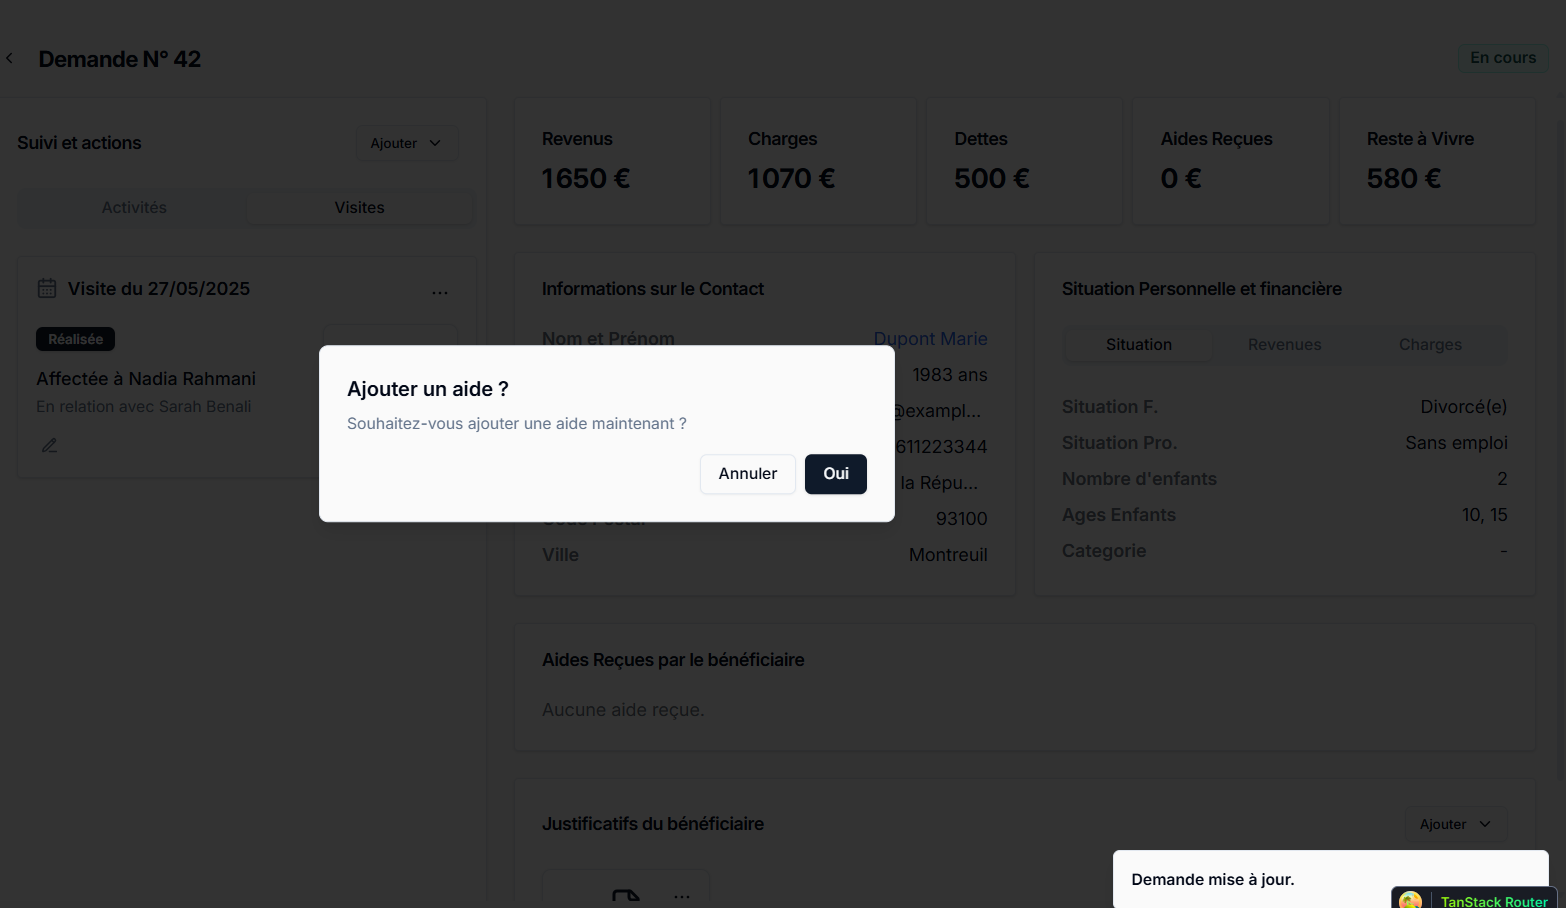 Demande N° 42
En cours
Suivi et actions
Ajouter
Activités
Visites
Visite du 27/05/2025
...
Réalisée
Affectée à Nadia Rahmani
En relation avec Sarah Benali
Revenus
1650 €
Charges
1070 €
Dettes
500 €
Aides Reçues
0 €
Reste à Vivre
580 €
Informations sur le Contact
Nom et Prénom
Dupont Marie
1983 ans
@exampl...
611223344
la Répu...
93100
Ville
Montreuil
Situation Personnelle et financière
Situation
Revenues
Charges
Situation F.
Divorcé(e)
Situation Pro.
Sans emploi
Nombre d'enfants
2
Ages Enfants
10, 15
Categorie
-
Ajouter un aide ?
Souhaitez-vous ajouter une aide maintenant ?
Annuler
Oui
Aides Reçues par le bénéficiaire
Aucune aide reçue.
Justificatifs du bénéficiaire
Ajouter
...
Demande mise à jour.
TanStack Router